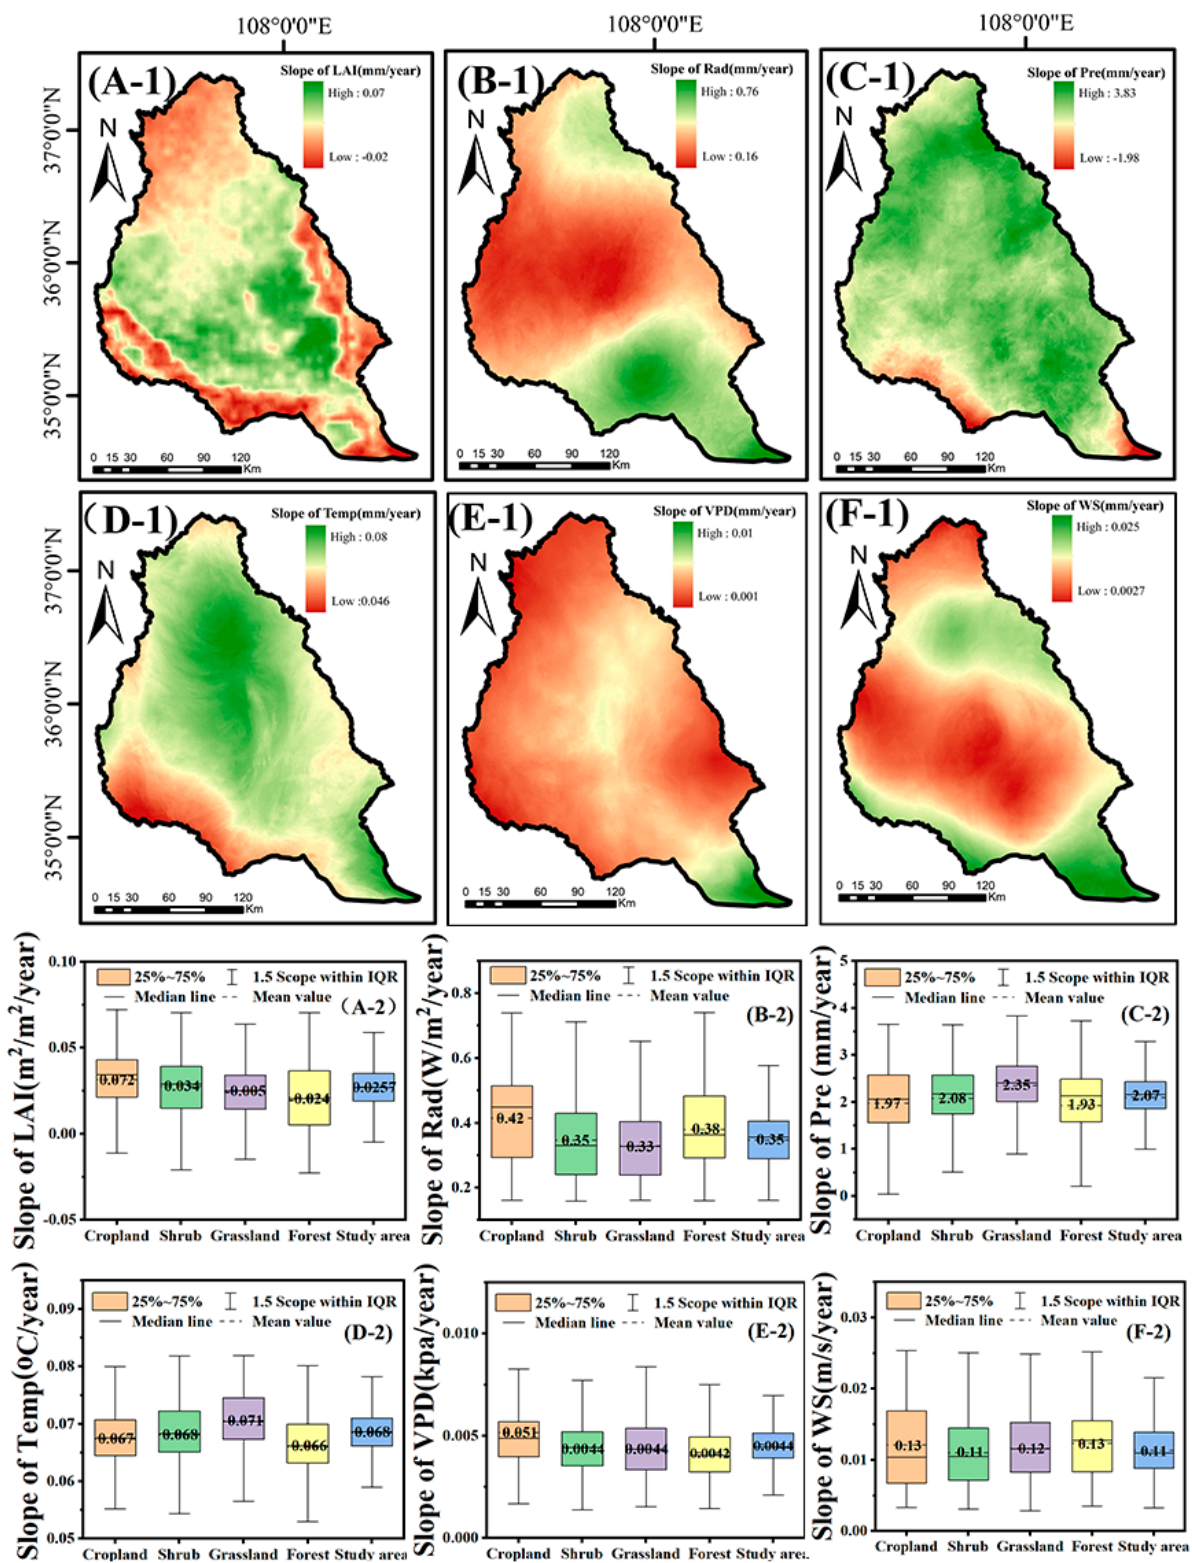 108°0'0"E 108°0'0"E 108°0'0"E
(A-1)
Slope of LAI(mm/year)
High : 0.07
Low : -0.02
N
37°0'0"N
36°0'0"N
35°0'0"N
0 15 30 60 90 120
Km
(B-1)
Slope of Rad(mm/year)
High : 0.76
Low : 0.16
N
0 15 30 60 90 120
Km
(C-1)
Slope of Pre(mm/year)
High : 3.83
Low : -1.98
N
0 15 30 60 90 120
Km
(D-1)
Slope of Temp(mm/year)
High : 0.08
Low :0.046
N
37°0'0"N
36°0'0"N
35°0'0"N
0 15 30 60 90 120
Km
(E-1)
Slope of VPD(mm/year)
High : 0.01
Low : 0.001
N
0 15 30 60 90 120
Km
(F-1)
Slope of WS(mm/year)
High : 0.025
Low : 0.0027
N
0 15 30 60 90 120
Km
Slope of LAI(m²/m²/year)
0.10
0.05
0.00
-0.05
25%~75% 1.5 Scope within IQR
Median line Mean value
(A-2)
0.072 0.034 0.005 0.024 0.0257
Cropland Shrub Grassland Forest Study area
Slope of Rad(W/m²/year)
0.8
0.6
0.4
0.2
25%~75% 1.5 Scope within IQR
Median line Mean value
(B-2)
0.42 0.35 0.33 0.38 0.35
Cropland Shrub Grassland Forest Study area
Slope of Pre (mm/year)
5
4
3
2
1
0
25%~75% 1.5 Scope within IQR
Median line Mean value
(C-2)
1.97 2.08 2.35 1.93 2.07
Cropland Shrub Grassland Forest Study area
Slope of Temp(oC/year)
0.09
0.08
0.07
0.06
0.05
25%~75% 1.5 Scope within IQR
Median line Mean value
(D-2)
0.067 0.068 0.071 0.066 0.068
Cropland Shrub Grassland Forest Study area
Slope of VPD(kpa/year)
0.010
0.005
0.000
25%~75% 1.5 Scope within IQR
Median line Mean value
(E-2)
0.051 0.0044 0.0044 0.0042 0.0044
Cropland Shrub Grassland Forest Study area
Slope of WS(m/s/year)
0.03
0.02
0.01
0.00
25%~75% 1.5 Scope within IQR
Median line Mean value
(F-2)
0.13 0.11 0.12 0.13 0.11
Cropland Shrub Grassland Forest Study area